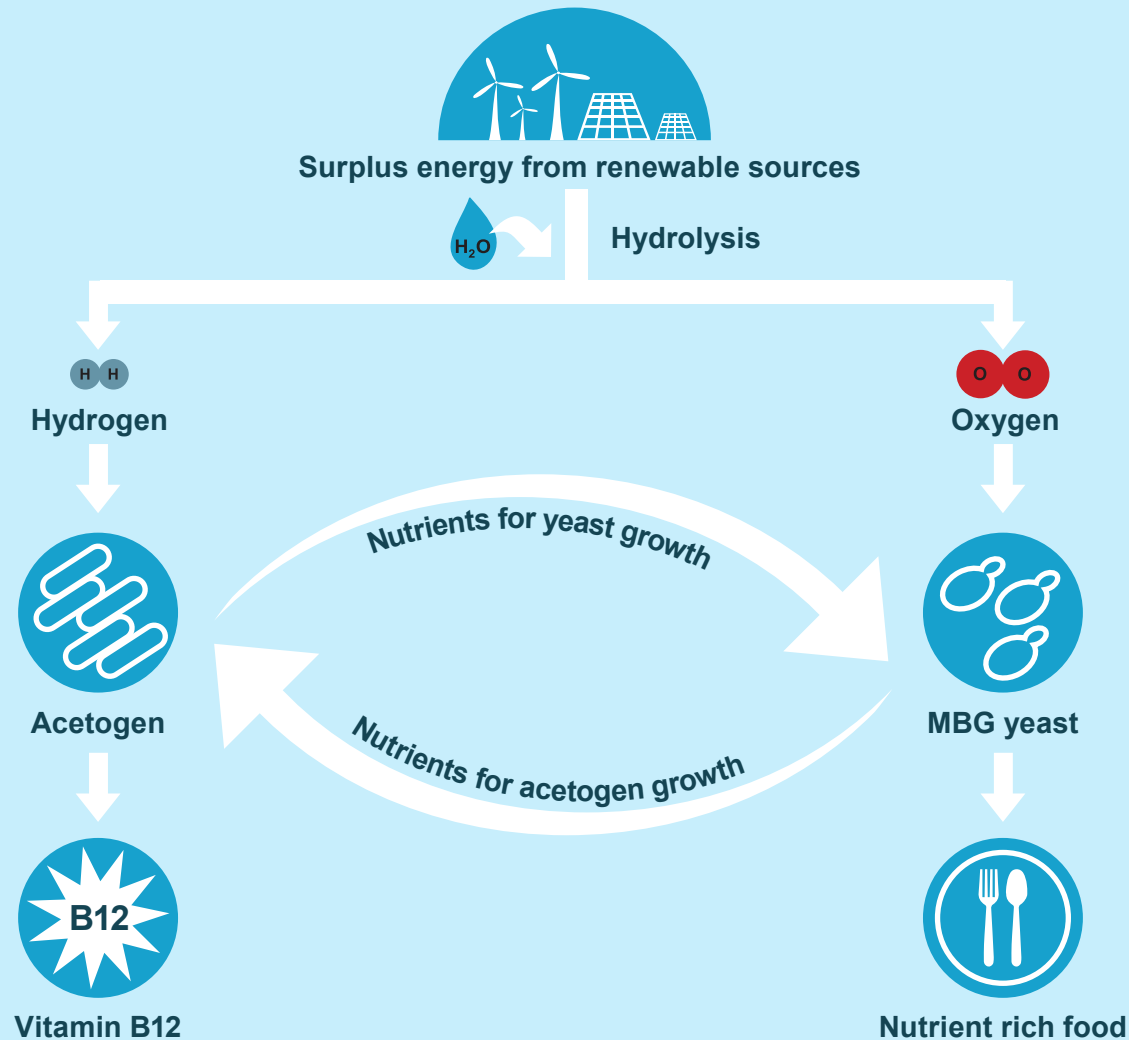 Surplus energy from renewable sources
H₂O
Hydrolysis
H H
O O
Hydrogen
Oxygen
Nutrients for yeast growth
Acetogen
MBG yeast
Nutrients for acetogen growth
B12
Vitamin B12
Nutrient rich food